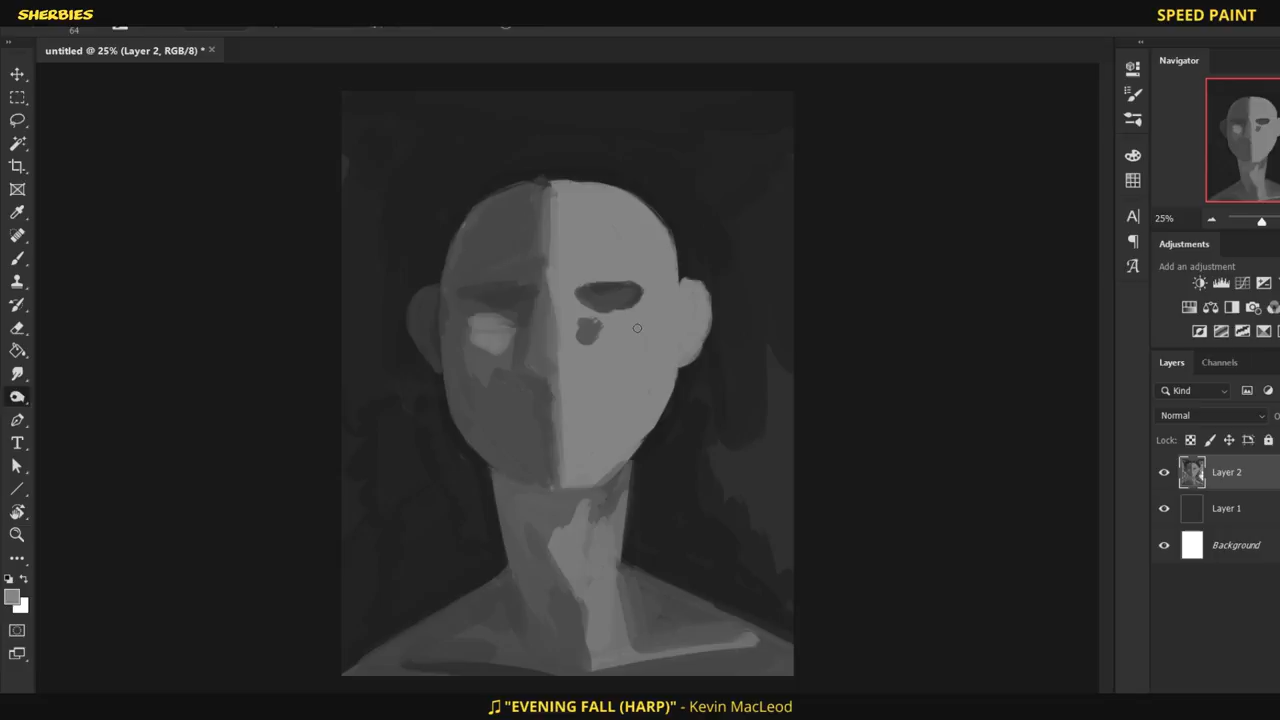 SHERBIES
SPEED PAINT
64
untitled @ 25% (Layer 2, RGB/8) *
Navigator
25%
Adjustments
Add an adjustment
Layers
Channels
Kind
Normal
Lock:
Layer 2
Layer 1
Background
♫ "EVENING FALL (HARP)" - Kevin MacLeod